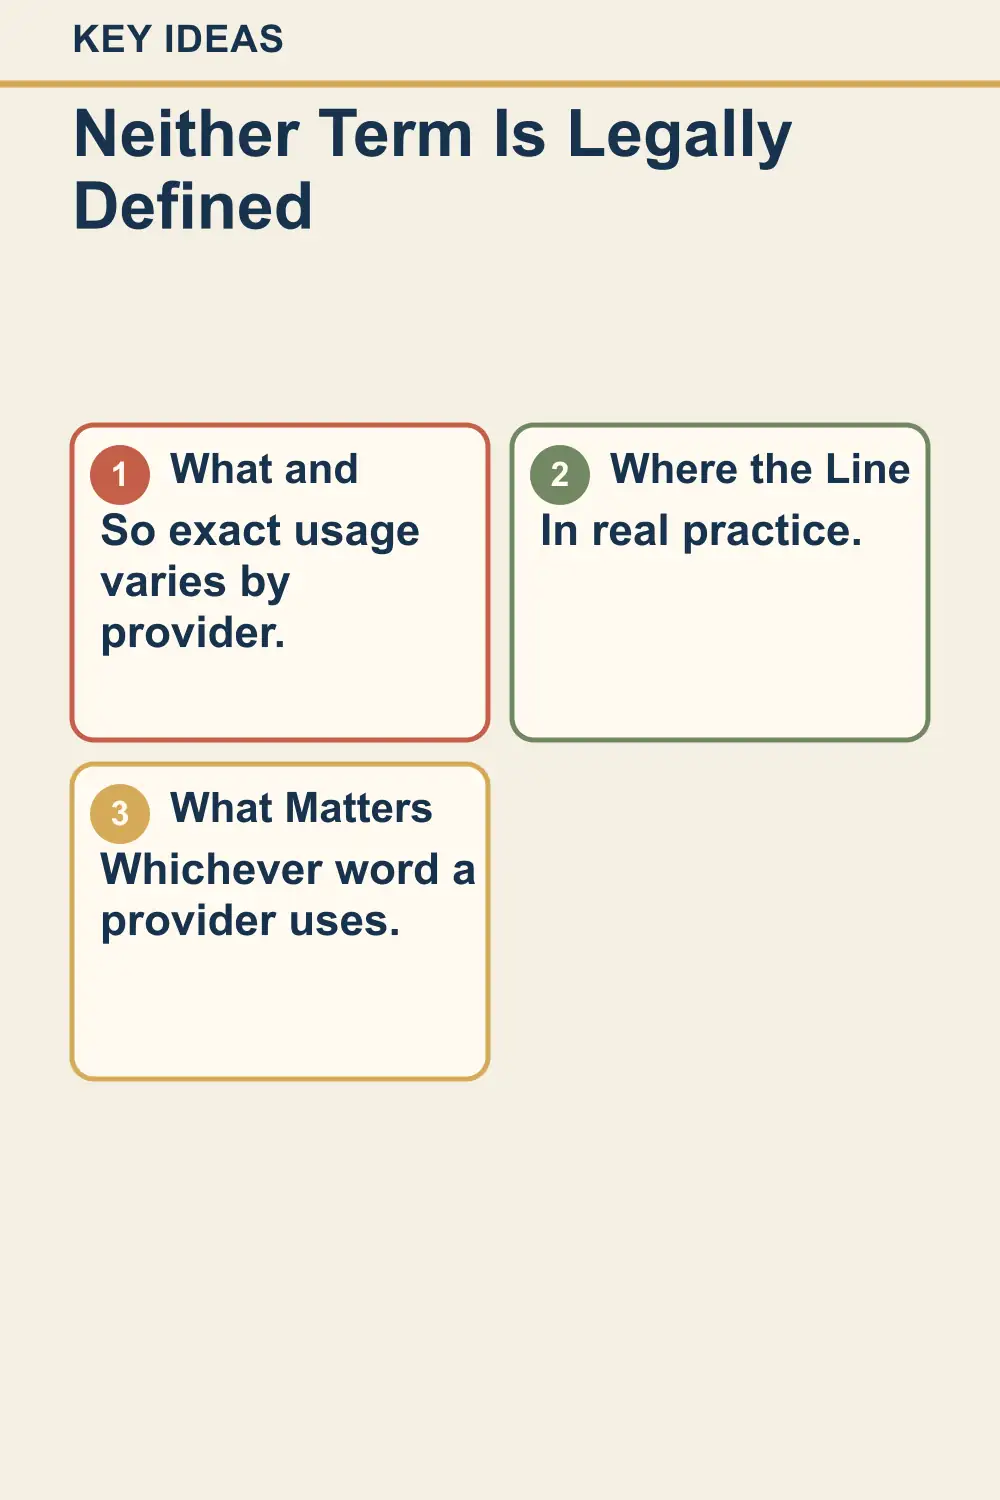 KEY IDEAS
Neither Term Is Legally
Defined
1 What and
So exact usage
varies by
provider.
2 Where the Line
In real practice.
3 What Matters
Whichever word a
provider uses.